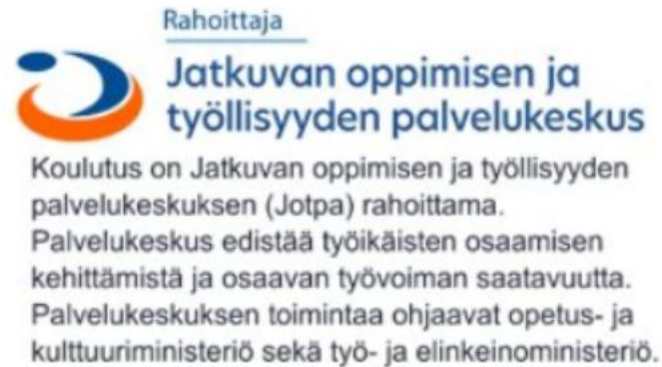 Rahoittaja
Jatkuvan oppimisen ja
työllisyyden palvelukeskus
Koulutus on Jatkuvan oppimisen ja työllisyyden
palvelukeskuksen (Jotpa) rahoittama.
Palvelukeskus edistää työikäisten osaamisen
kehittämistä ja osaavan työvoiman saatavuutta.
Palvelukeskuksen toimintaa ohjaavat opetus- ja
kulttuuriministeriö sekä työ- ja elinkeinoministeriö.